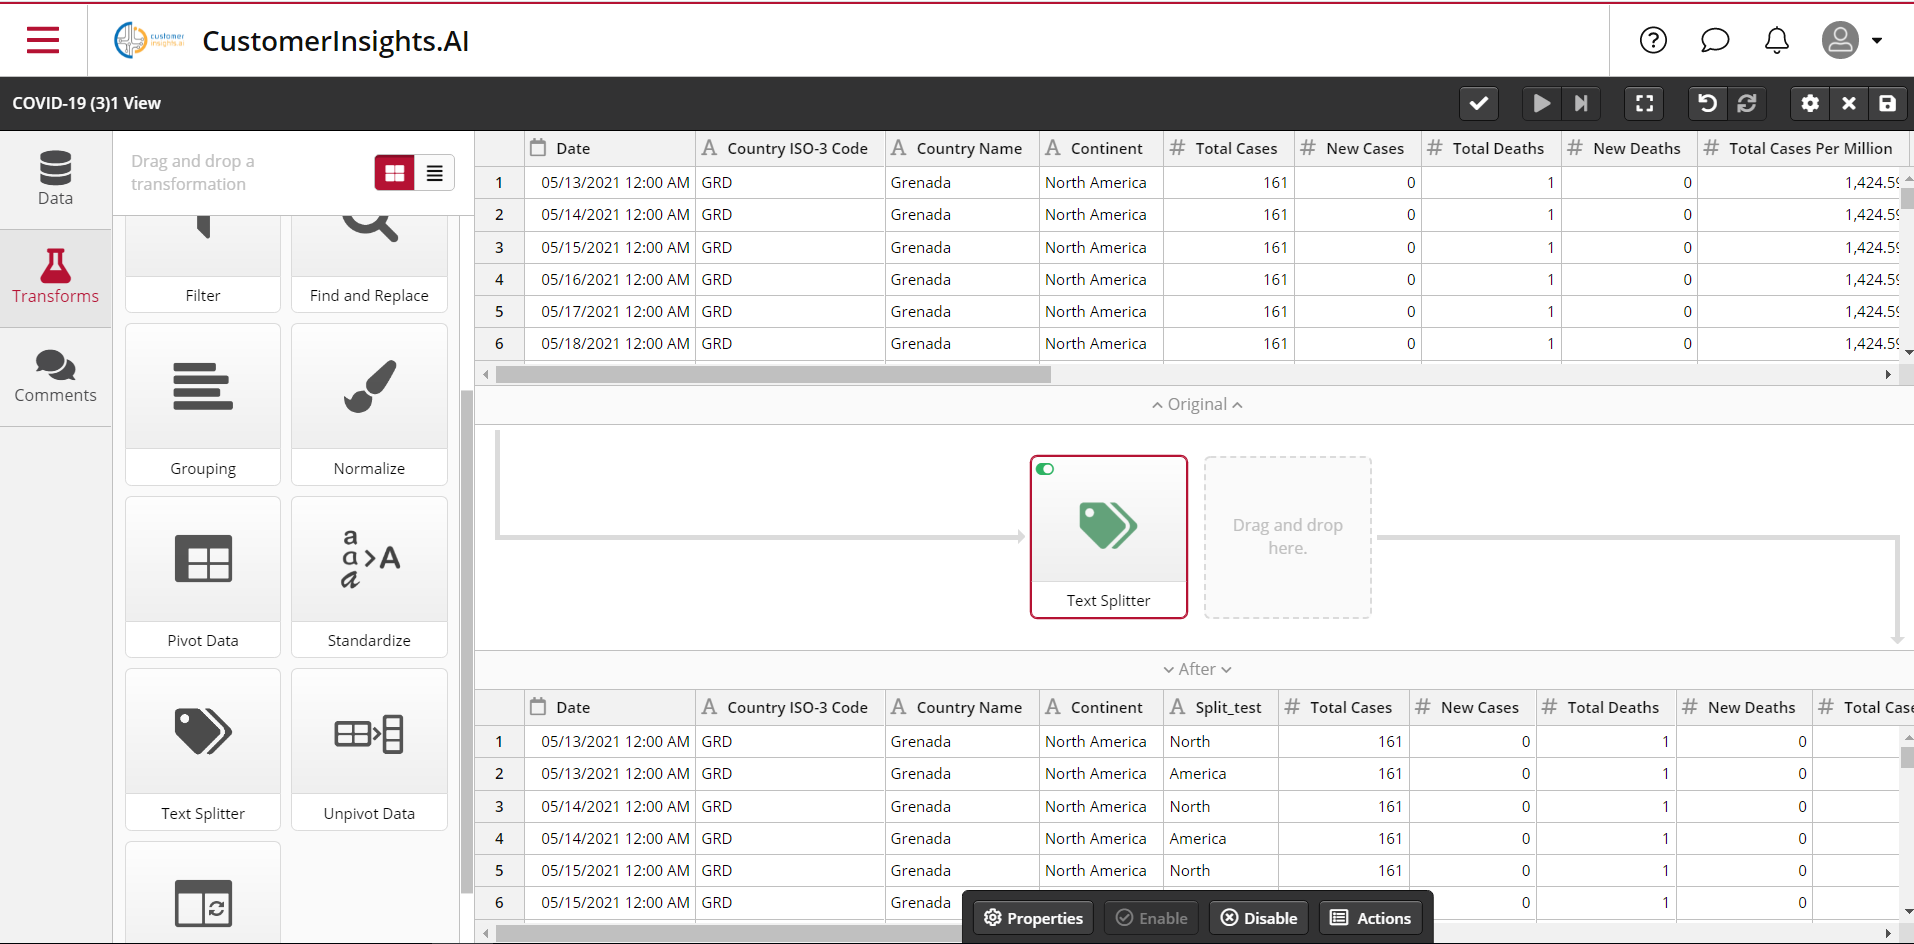 customer
insights.ai
CustomerInsights.AI
COVID-19 (3)1 View
Data
Transforms
Comments
Drag and drop a
transformation
Filter
Find and Replace
Grouping
Normalize
Pivot Data
a
a>A
a
Standardize
Text Splitter
Unpivot Data
Date Country ISO-3 Code Country Name Continent Total Cases New Cases Total Deaths New Deaths Total Cases Per Million
1 05/13/2021 12:00 AM GRD Grenada North America 161 0 1 0 1,424.59
2 05/14/2021 12:00 AM GRD Grenada North America 161 0 1 0 1,424.59
3 05/15/2021 12:00 AM GRD Grenada North America 161 0 1 0 1,424.59
4 05/16/2021 12:00 AM GRD Grenada North America 161 0 1 0 1,424.59
5 05/17/2021 12:00 AM GRD Grenada North America 161 0 1 0 1,424.59
6 05/18/2021 12:00 AM GRD Grenada North America 161 0 1 0 1,424.59
Original
Text Splitter
Drag and drop
here.
After
Date Country ISO-3 Code Country Name Continent Split_test Total Cases New Cases Total Deaths New Deaths Total Case
1 05/13/2021 12:00 AM GRD Grenada North America North 161 0 1 0
2 05/13/2021 12:00 AM GRD Grenada North America America 161 0 1 0
3 05/14/2021 12:00 AM GRD Grenada North America North 161 0 1 0
4 05/14/2021 12:00 AM GRD Grenada North America America 161 0 1 0
5 05/15/2021 12:00 AM GRD Grenada North America North 161 0 1 0
6 05/15/2021 12:00 AM GRD Grenada 0 1 0
Properties Enable Disable Actions